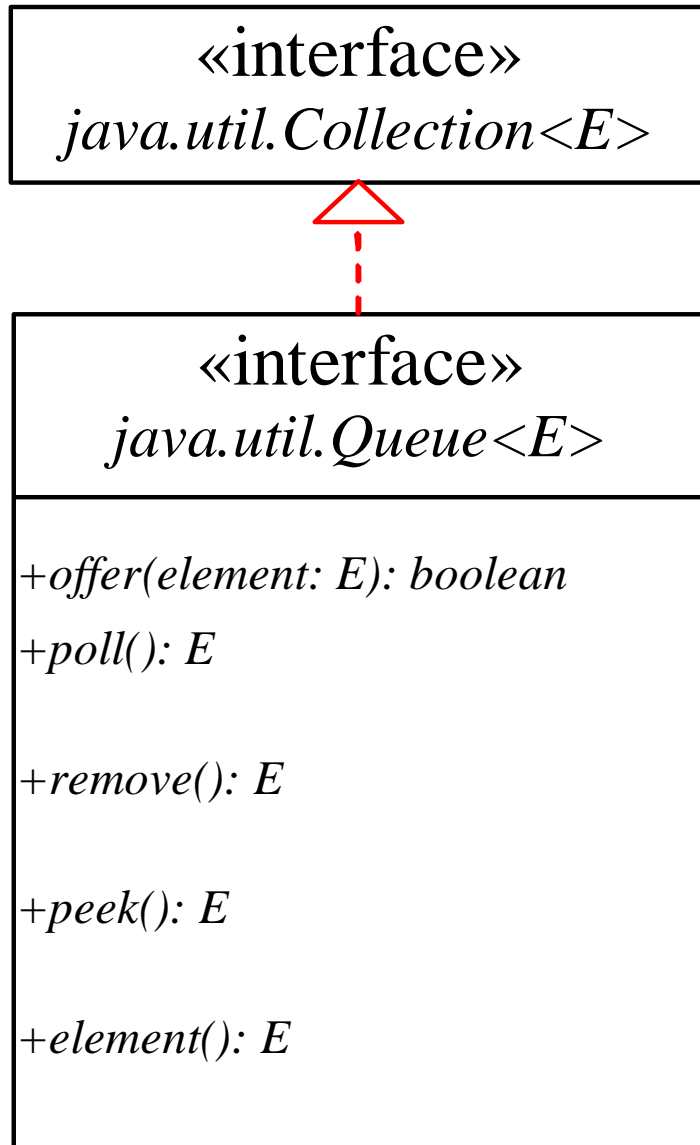 «interface»
java.util.Collection<E>
«interface»
java.util.Queue<E>
+offer(element: E): boolean
+poll(): E
+remove(): E
+peek(): E
+element(): E